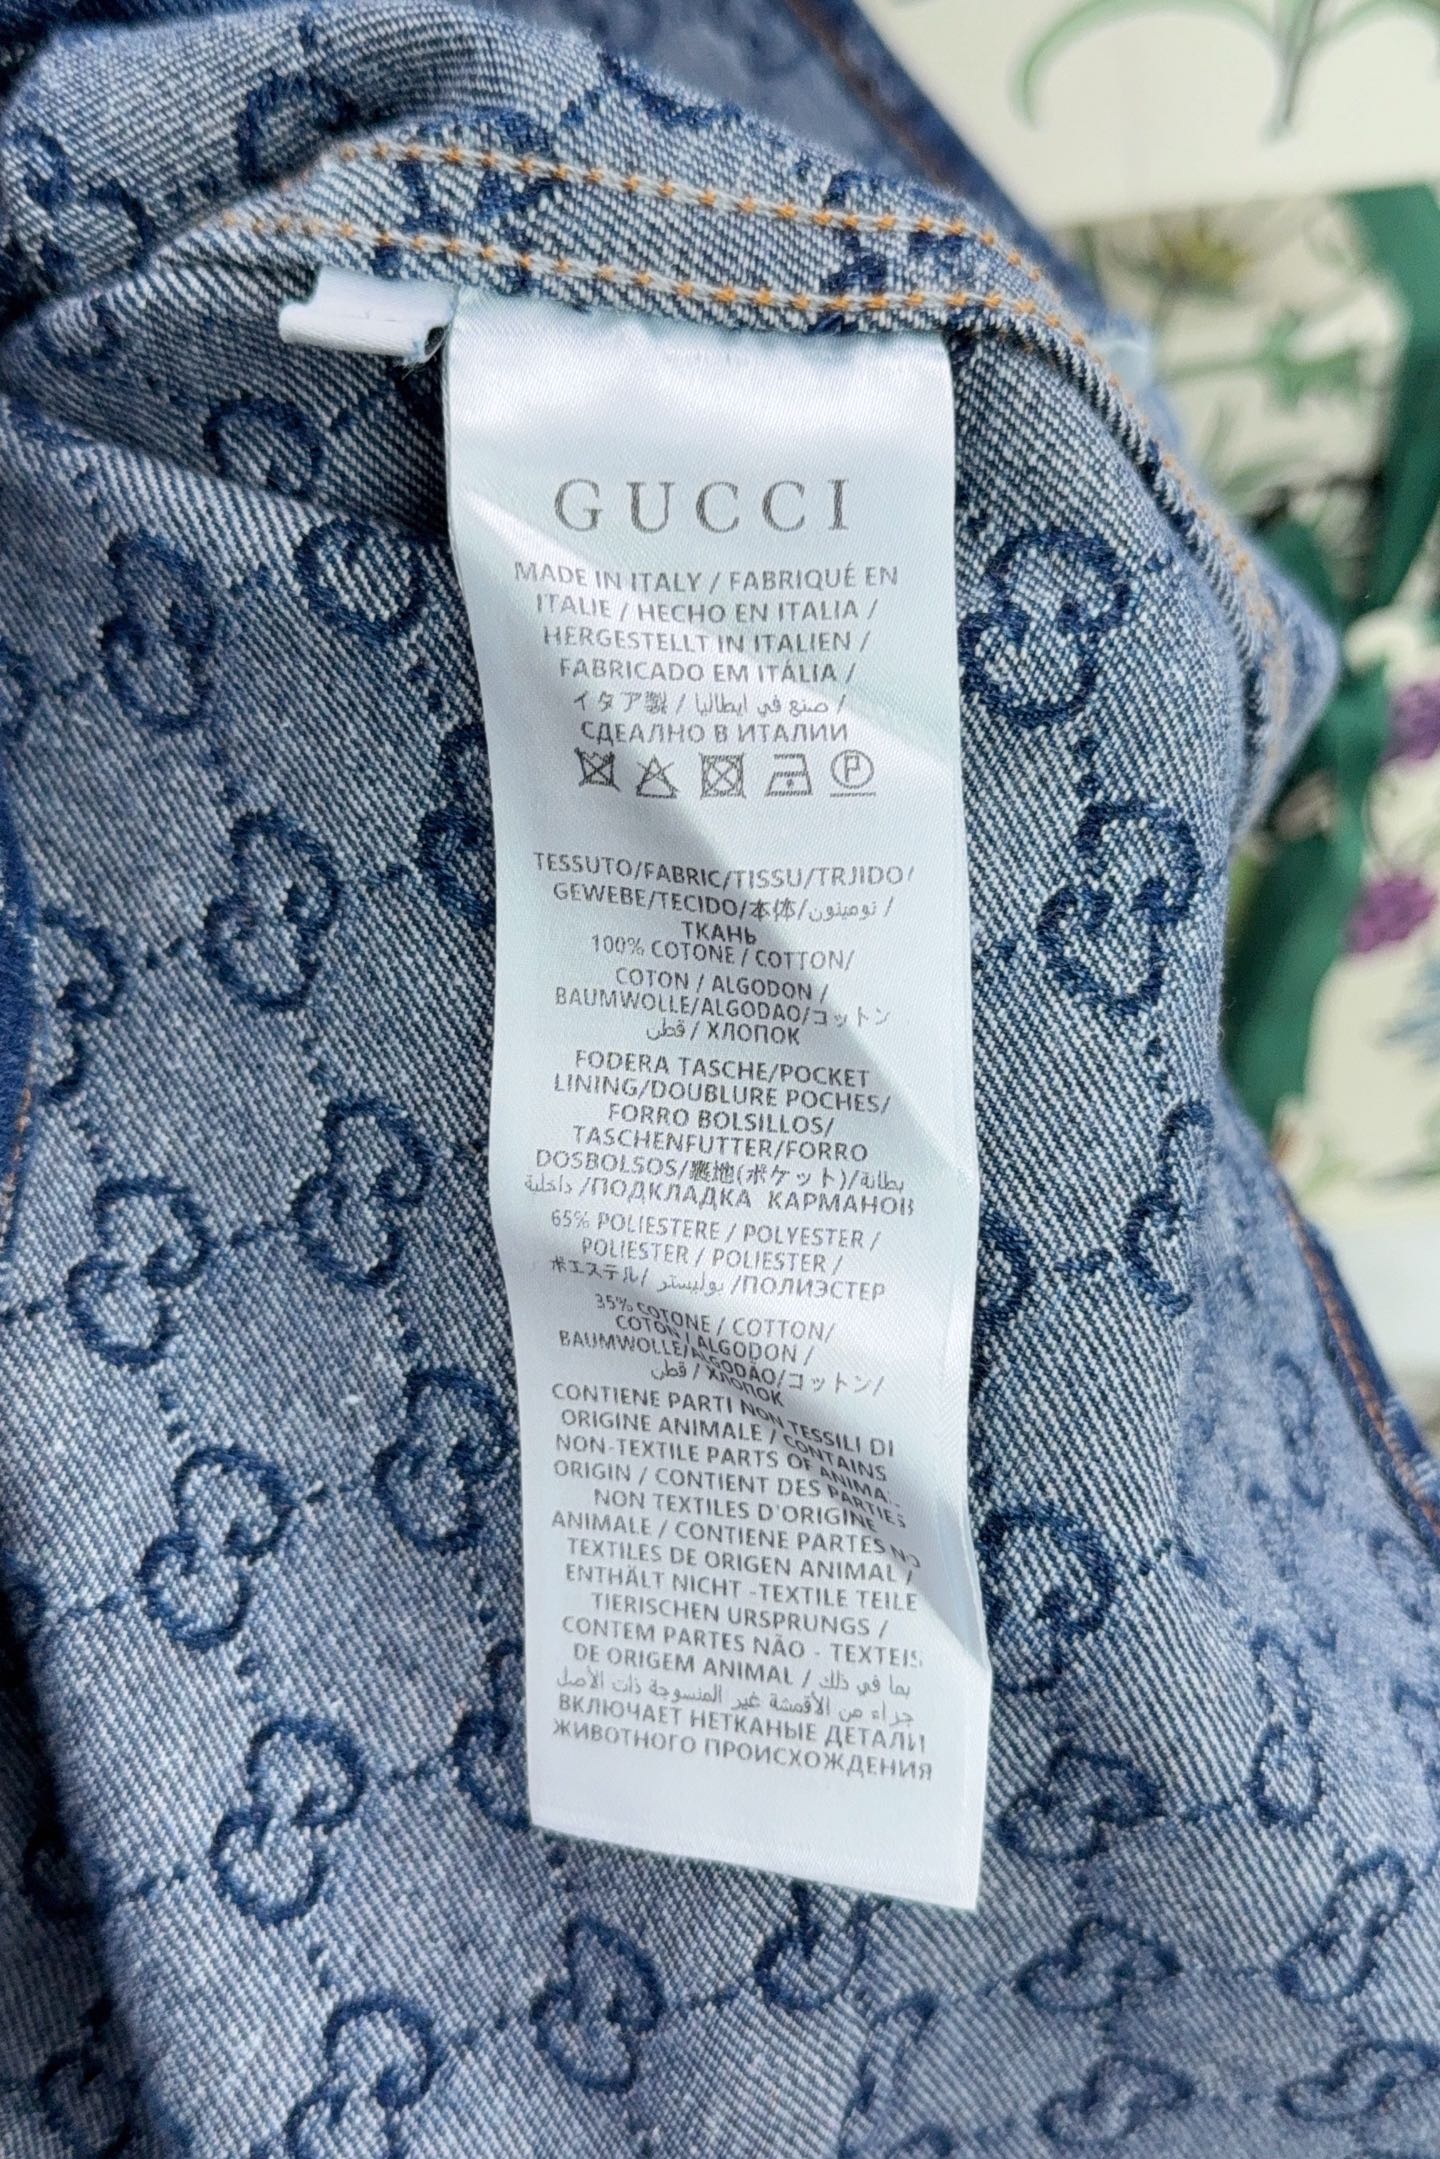 GUCCI
MADE IN ITALY / FABRIQUÉ EN
ITALIE / HECHO EN ITALIA /
HERGESTELLT IN ITALIEN /
FABRICADO EM ITÁLIA /
イタア製 / صنع في ايطاليا /
СДЕАЛНО В ИТАЛИИ
P
TESSUTO/FABRIC/TISSU/TRJIDO/
GEWEBE/TECIDO/本体/نومينون /
ТКАНЬ
100% COTONE / COTTON/
COTON / ALGODON /
BAUMWOLLE/ALGODAO/コットン
قطن / ХЛОПОК
FODERA TASCHE/POCKET
LINING/DOUBLURE POCHES/
FORRO BOLSILLOS/
TASCHENFUTTER/FORRO
DOSBOLSOS/裏地(ポケット)/بطانة
داخلية /ПОДКЛАДКА КАРМАНОВ
65% POLIESTERE / POLYESTER /
POLIESTER / POLIESTER /
ポエステル/ بوليستر /ПОЛИЭСТЕР
35% COTONE / COTTON/
COTON / ALGODON /
BAUMWOLLE/ALGODÃO/コットン/
قطن / ХЛОПОК
CONTIENE PARTI NON TESSILI DI
ORIGINE ANIMALE / CONTAINS
NON-TEXTILE PARTS OF ANIMA
ORIGIN / CONTIENT DES PARTIES
NON TEXTILES D'ORIGINE
ANIMALE / CONTIENE PARTES NO
TEXTILES DE ORIGEN ANIMAL /
ENTHÄLT NICHT -TEXTILE TEILE
TIERISCHEN URSPRUNGS /
CONTEM PARTES NÃO - TEXTEIS
DE ORIGEM ANIMAL / بما في ذلك
جراء من الأقمشة غير المنسوجة ذات الأصل
ВКЛЮЧАЕТ НЕТКАНЫЕ ДЕТАЛИ
ЖИВОТНОГО ПРОИСХОЖДЕНИЯ